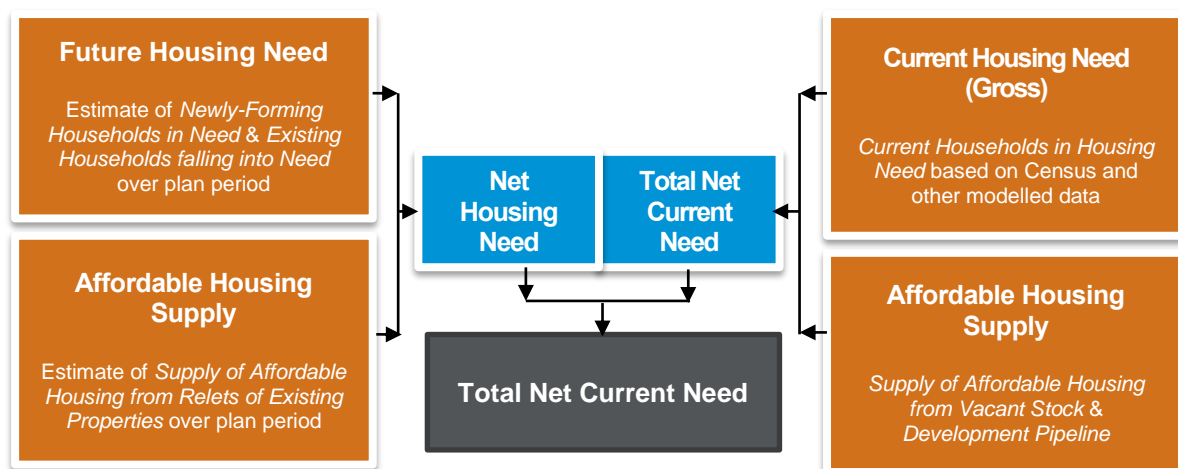 Future Housing Need
Estimate of Newly-Forming
Households in Need & Existing
Households falling into Need
over plan period
Affordable Housing
Supply
Estimate of Supply of Affordable
Housing from Relets of Existing
Properties over plan period
Net
Housing
Need
Total Net
Current
Need
Total Net Current Need
Current Housing Need
(Gross)
Current Households in Housing
Need based on Census and
other modelled data
Affordable Housing
Supply
Supply of Affordable Housing
from Vacant Stock &
Development Pipeline